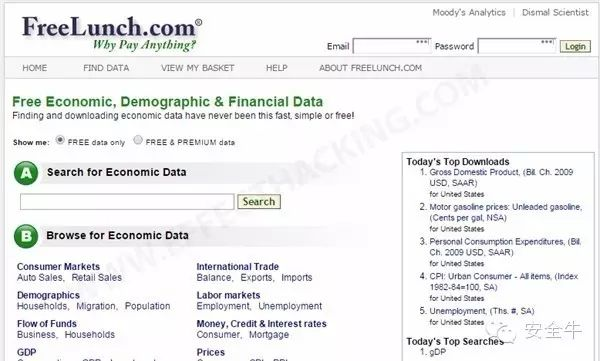 Moody's Analytics | Dismal Scientist
FreeLunch.com®
Why Pay Anything?
Email *** Password *** Login
HOME FIND DATA VIEW MY BASKET HELP ABOUT FREELUNCH.COM
Free Economic, Demographic & Financial Data
Finding and downloading economic data have never been this fast, simple or free!
Show me: FREE data only FREE & PREMIUM data
A Search for Economic Data
Search
B Browse for Economic Data
Consumer Markets
Auto Sales, Retail Sales
Demographics
Households, Migration, Population
Flow of Funds
Business, Households
GDP
International Trade
Balance, Exports, Imports
Labor markets
Employment, Unemployment
Money, Credit & Interest rates
Consumer, Mortgage
Prices
Today's Top Downloads
1. Gross Domestic Product, (Bil. Ch. 2009
USD, SAAR)
for United States
2. Motor gasoline prices: Unleaded gasoline,
(Cents per gal, NSA)
for United States
3. Personal Consumption Expenditures, (Bil.
Ch. 2009 USD, SAAR)
for United States
4. CPI: Urban Consumer - All items, (Index
1982-84=100, SA)
for United States
5. Unemployment, (Ths. #, SA)
for United States
Today's Top Searches
1. gDP
安全牛